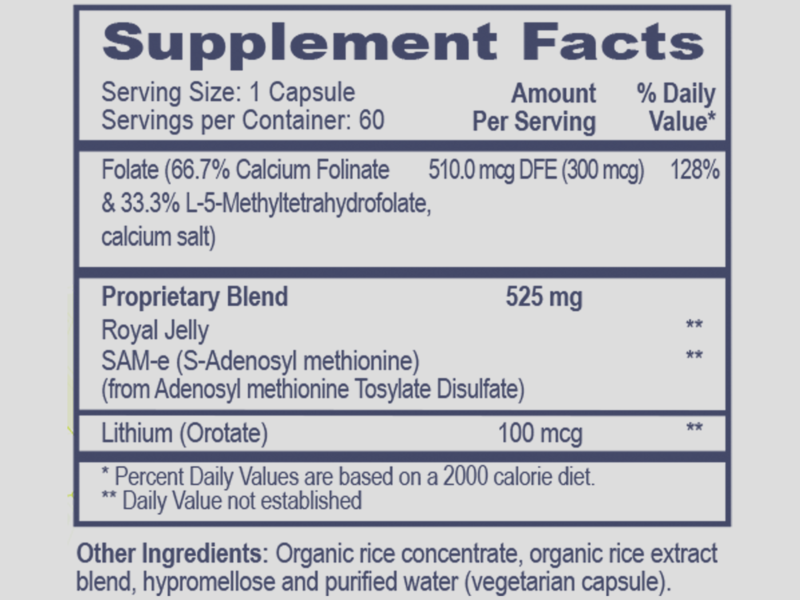 Supplement Facts
Serving Size: 1 Capsule
Servings per Container: 60
Amount Per Serving
% Daily Value*
Folate (66.7% Calcium Folinate 510.0 mcg DFE (300 mcg) 128%
& 33.3% L-5-Methyltetrahydrofolate,
calcium salt)
Proprietary Blend 525 mg
Royal Jelly **
SAM-e (S-Adenosyl methionine) **
(from Adenosyl methionine Tosylate Disulfate)
Lithium (Orotate) 100 mcg **
* Percent Daily Values are based on a 2000 calorie diet.
** Daily Value not established
Other Ingredients: Organic rice concentrate, organic rice extract
blend, hypromellose and purified water (vegetarian capsule).